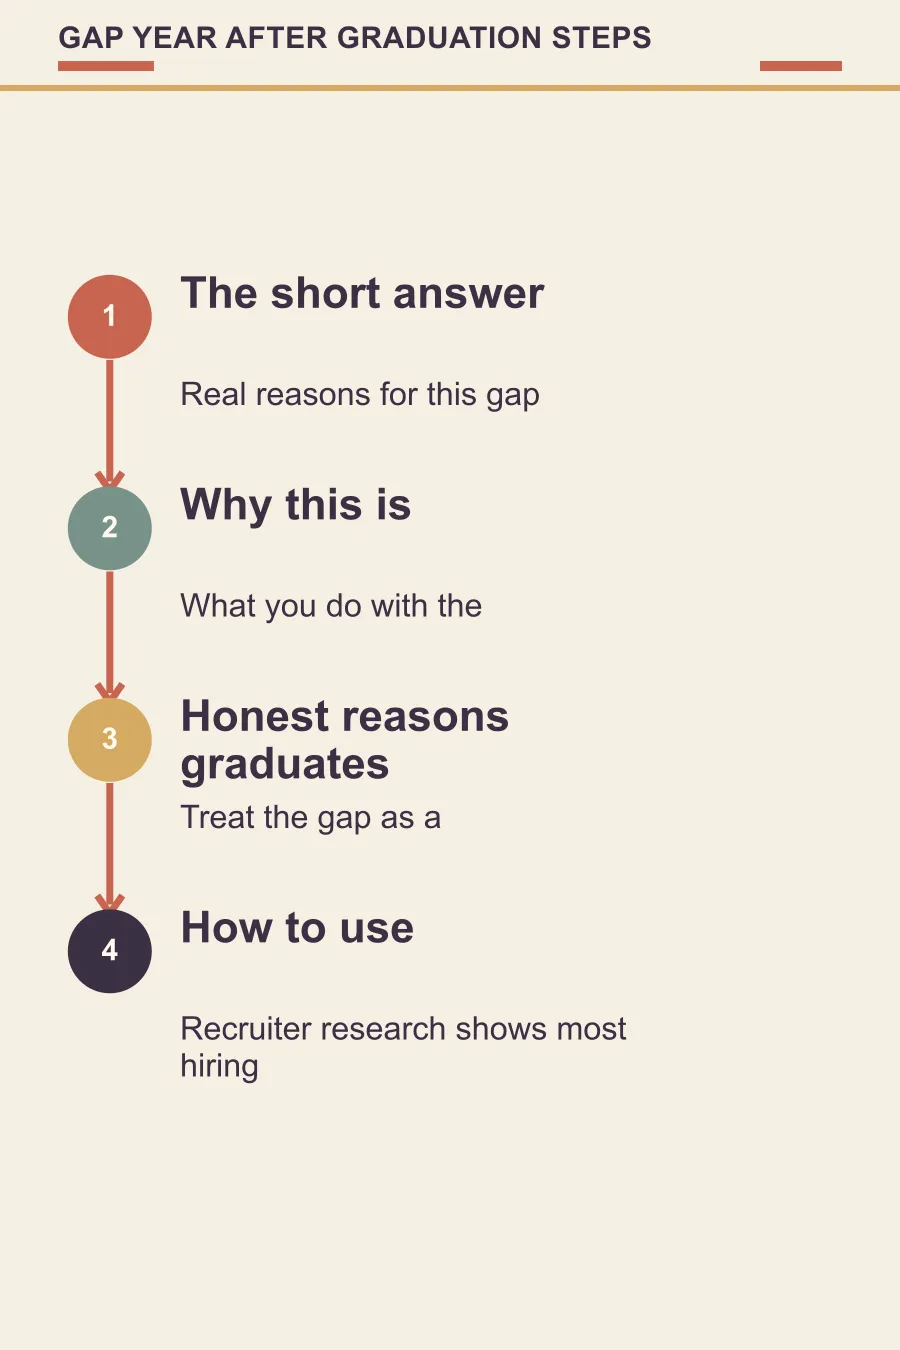 GAP YEAR AFTER GRADUATION STEPS
1
The short answer
Real reasons for this gap
2
Why this is
What you do with the
3
Honest reasons
graduates
Treat the gap as a
4
How to use
Recruiter research shows most
hiring